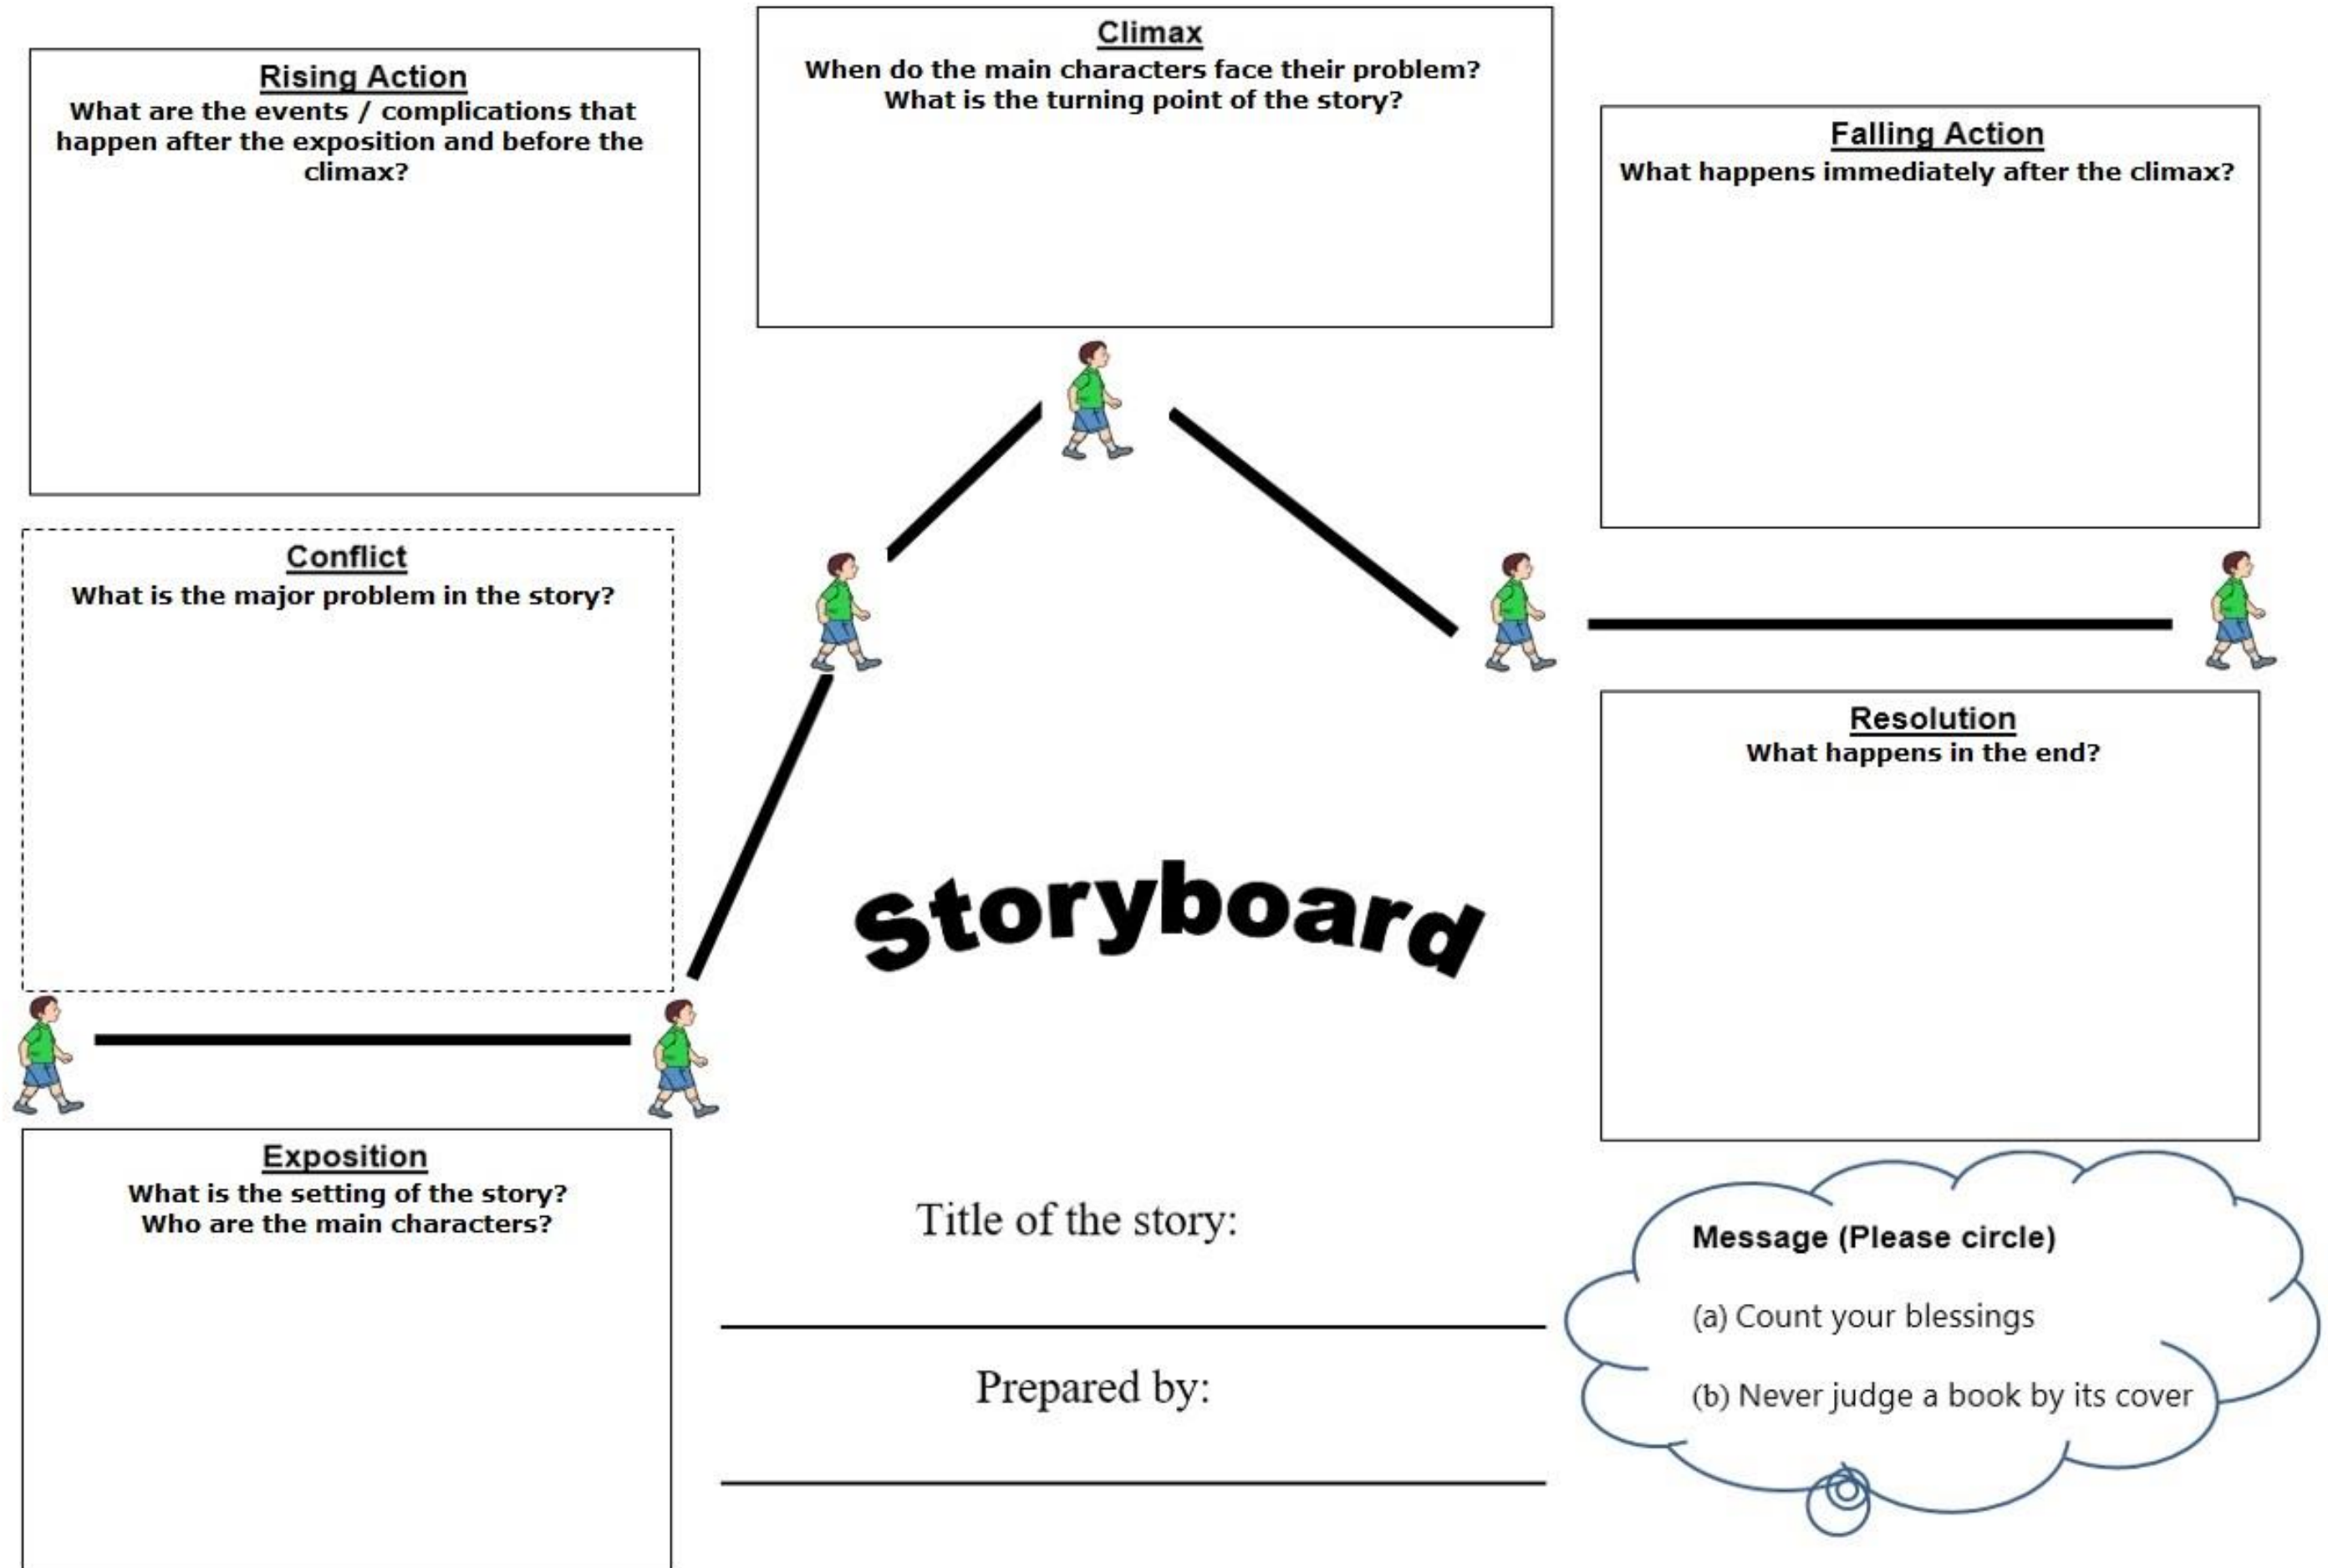 Climax
When do the main characters face their problem?
What is the turning point of the story?
Rising Action
What are the events / complications that
happen after the exposition and before the
climax?
Falling Action
What happens immediately after the climax?
Conflict
What is the major problem in the story?
Resolution
What happens in the end?
Storyboard
Exposition
What is the setting of the story?
Who are the main characters?
Title of the story:
Prepared by:
Message (Please circle)
(a) Count your blessings
(b) Never judge a book by its cover